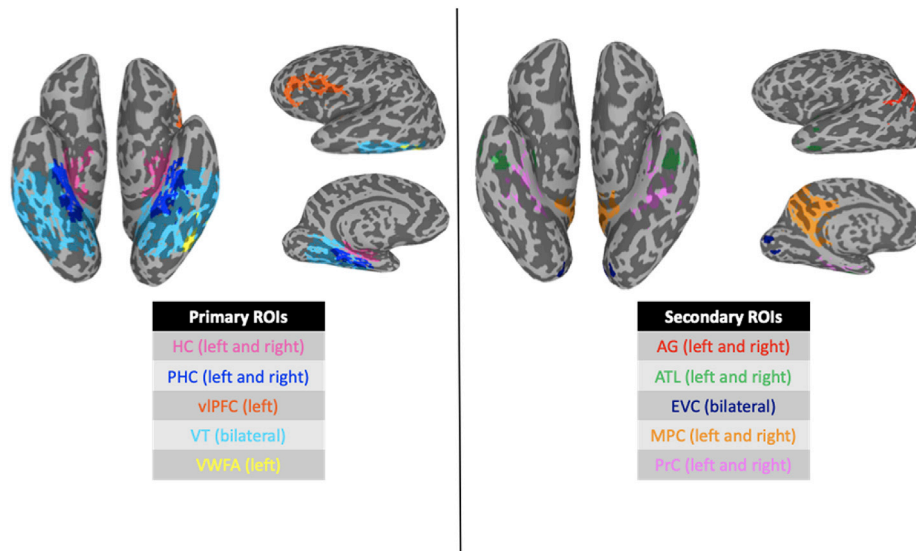 Primary ROIs
HC (left and right)
PHC (left and right)
vlPFC (left)
VT (bilateral)
VWFA (left)
Secondary ROIs
AG (left and right)
ATL (left and right)
EVC (bilateral)
MPC (left and right)
PrC (left and right)